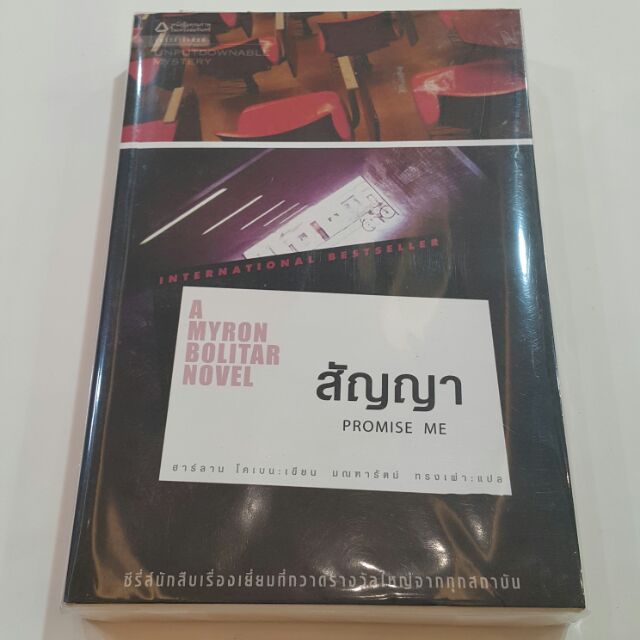 UNPUTDOWNABLE
MYSTERY
INTERNATIONAL BESTSELLER
A
MYRON
BOLITAR
NOVEL
สัญญา
PROMISE ME
ฮาร์ลาน โคเบน:เขียน มณฑารัตน์ ทรงเผ่า:แปล
ซีรี่ส์นักสืบเรื่องเยี่ยมที่กวาดรางวัลใหญ่จากทุกสถาบัน